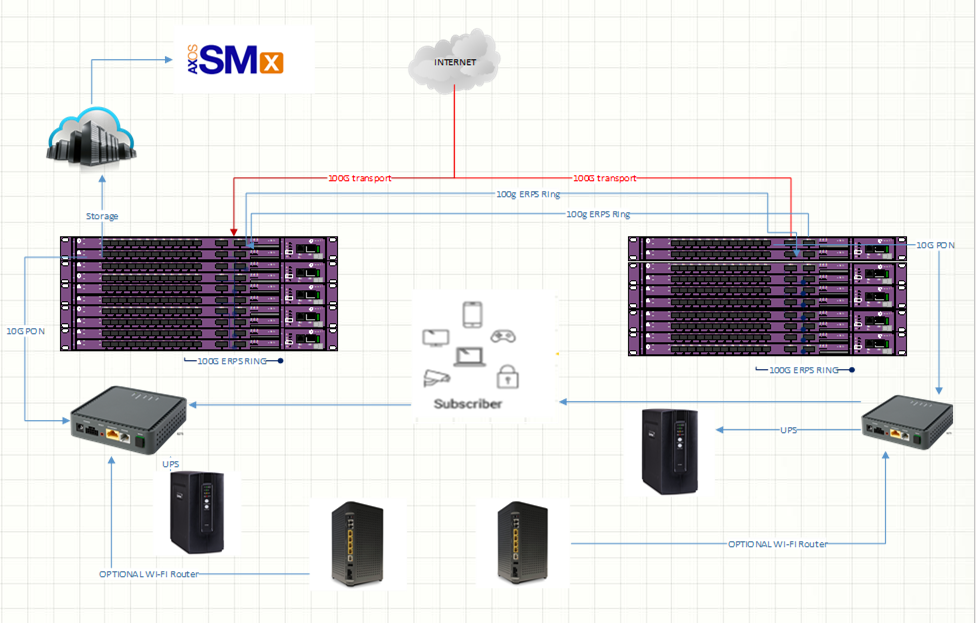 AXOS SMx
INTERNET
100G transport
100G transport
100g ERPS Ring
100g ERPS Ring
Storage
10G PON
10G PON
100G ERPS RING
100G ERPS RING
Subscriber
UPS
UPS
OPTIONAL Wi-Fi Router
OPTIONAL WI-FI Router